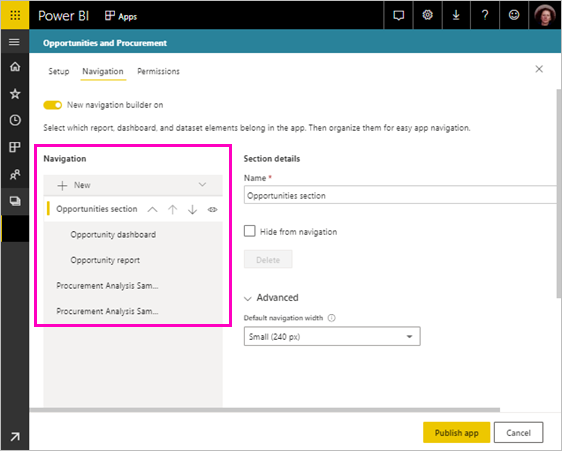 Power BI
Apps
?
Opportunities and Procurement
Setup
Navigation
Permissions
New navigation builder on
Select which report, dashboard, and dataset elements belong in the app. Then organize them for easy app navigation.
Navigation
New
Opportunities section
Opportunity dashboard
Opportunity report
Procurement Analysis Sam...
Procurement Analysis Sam...
Section details
Name *
Opportunities section
Hide from navigation
Delete
Advanced
Default navigation width
Small (240 px)
Publish app
Cancel